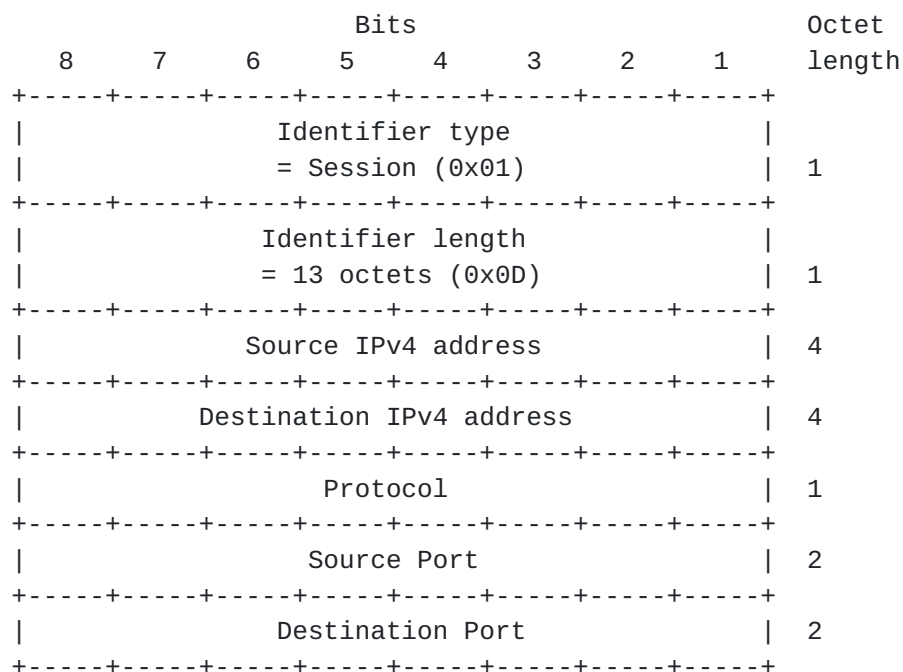 Bits                         Octet
   8     7     6     5     4     3     2     1     length
+-----+-----+-----+-----+-----+-----+-----+-----+
|                Identifier type                |
|                = Session (0x01)               |  1
+-----+-----+-----+-----+-----+-----+-----+-----+
|               Identifier length               |
|               = 13 octets (0x0D)              |  1
+-----+-----+-----+-----+-----+-----+-----+-----+
|              Source IPv4 address              |  4
+-----+-----+-----+-----+-----+-----+-----+-----+
|           Destination IPv4 address            |  4
+-----+-----+-----+-----+-----+-----+-----+-----+
|                   Protocol                    |  1
+-----+-----+-----+-----+-----+-----+-----+-----+
|                  Source Port                  |  2
+-----+-----+-----+-----+-----+-----+-----+-----+
|                Destination Port               |  2
+-----+-----+-----+-----+-----+-----+-----+-----+